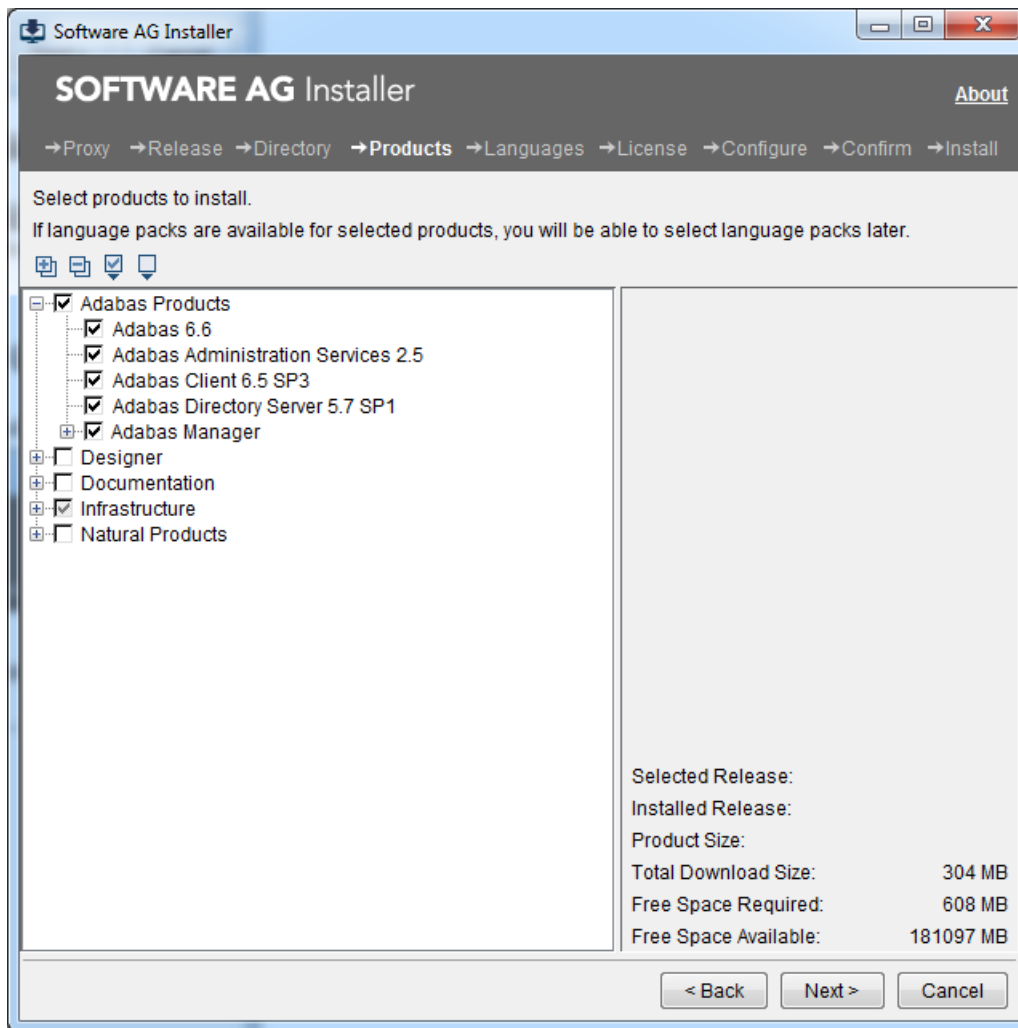 Software AG Installer
SOFTWARE AG Installer
About
→Proxy →Release →Directory →Products →Languages →License →Configure →Confirm →Install
Select products to install.
If language packs are available for selected products, you will be able to select language packs later.
Adabas Products
Adabas 6.6
Adabas Administration Services 2.5
Adabas Client 6.5 SP3
Adabas Directory Server 5.7 SP1
Adabas Manager
Designer
Documentation
Infrastructure
Natural Products
Selected Release:
Installed Release:
Product Size:
Total Download Size: 304 MB
Free Space Required: 608 MB
Free Space Available: 181097 MB
< Back Next > Cancel